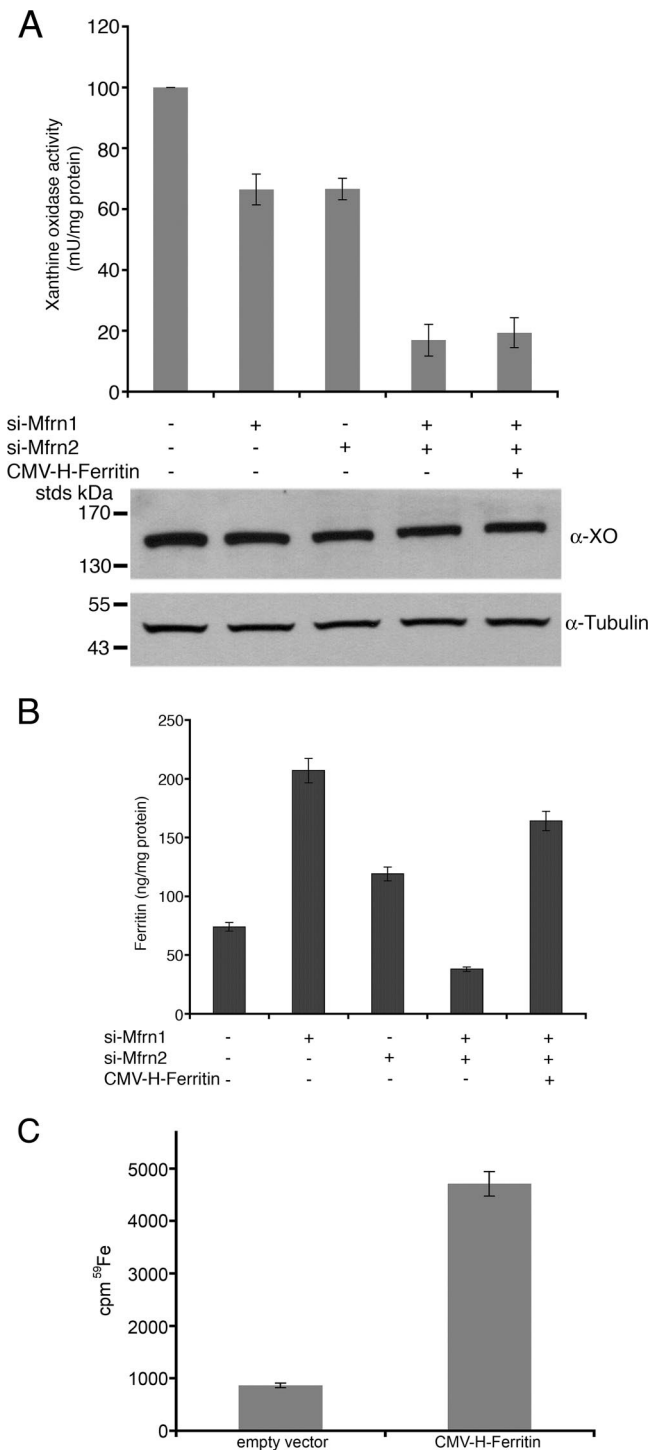 A
Xanthine oxidase activity
(mU/mg protein)
120
100
80
60
40
20
0
si-Mfrn1 - + - + +
si-Mfrn2 - - + + +
CMV-H-Ferritin - - - - +
stds kDa
170
130
α-XO
55
43
α-Tubulin
B
Ferritin (ng/mg protein)
250
200
150
100
50
0
si-Mfrn1 - + - + +
si-Mfrn2 - - + + +
CMV-H-Ferritin - - - - +
C
cpm ⁵⁹Fe
5000
4000
3000
2000
1000
0
empty vector CMV-H-Ferritin